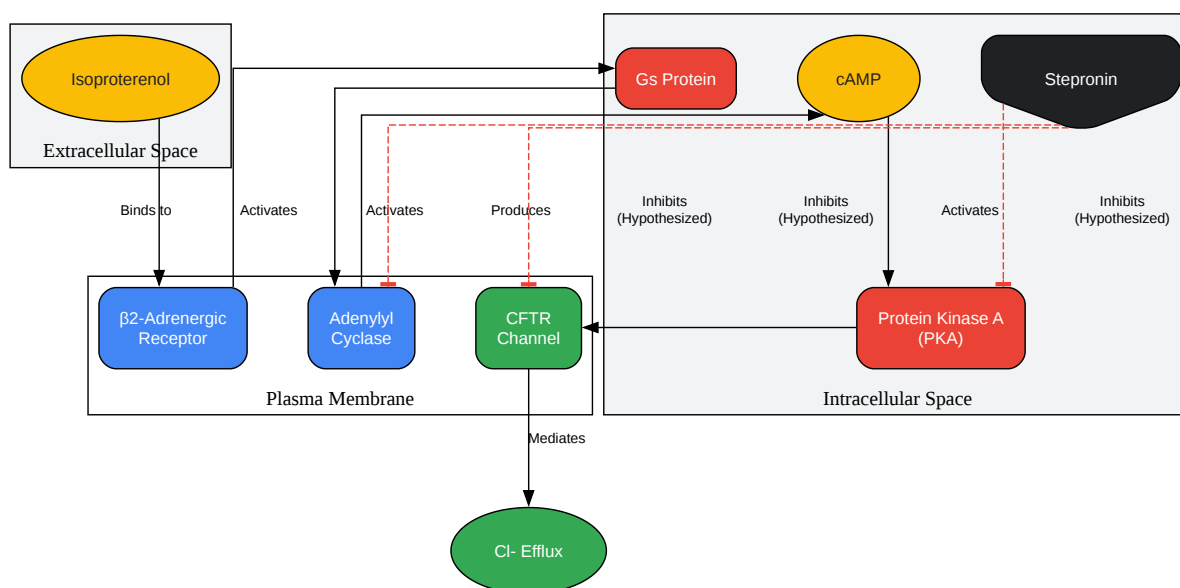 Isoproterenol
Gs Protein
cAMP
Stepronin
Extracellular Space
Binds to
Activates
Activates
Produces
Inhibits
(Hypothesized)
Inhibits
(Hypothesized)
Activates
Inhibits
(Hypothesized)
β2-Adrenergic
Receptor
Adenylyl
Cyclase
CFTR
Channel
Protein Kinase A
(PKA)
Plasma Membrane
Intracellular Space
Mediates
Cl- Efflux